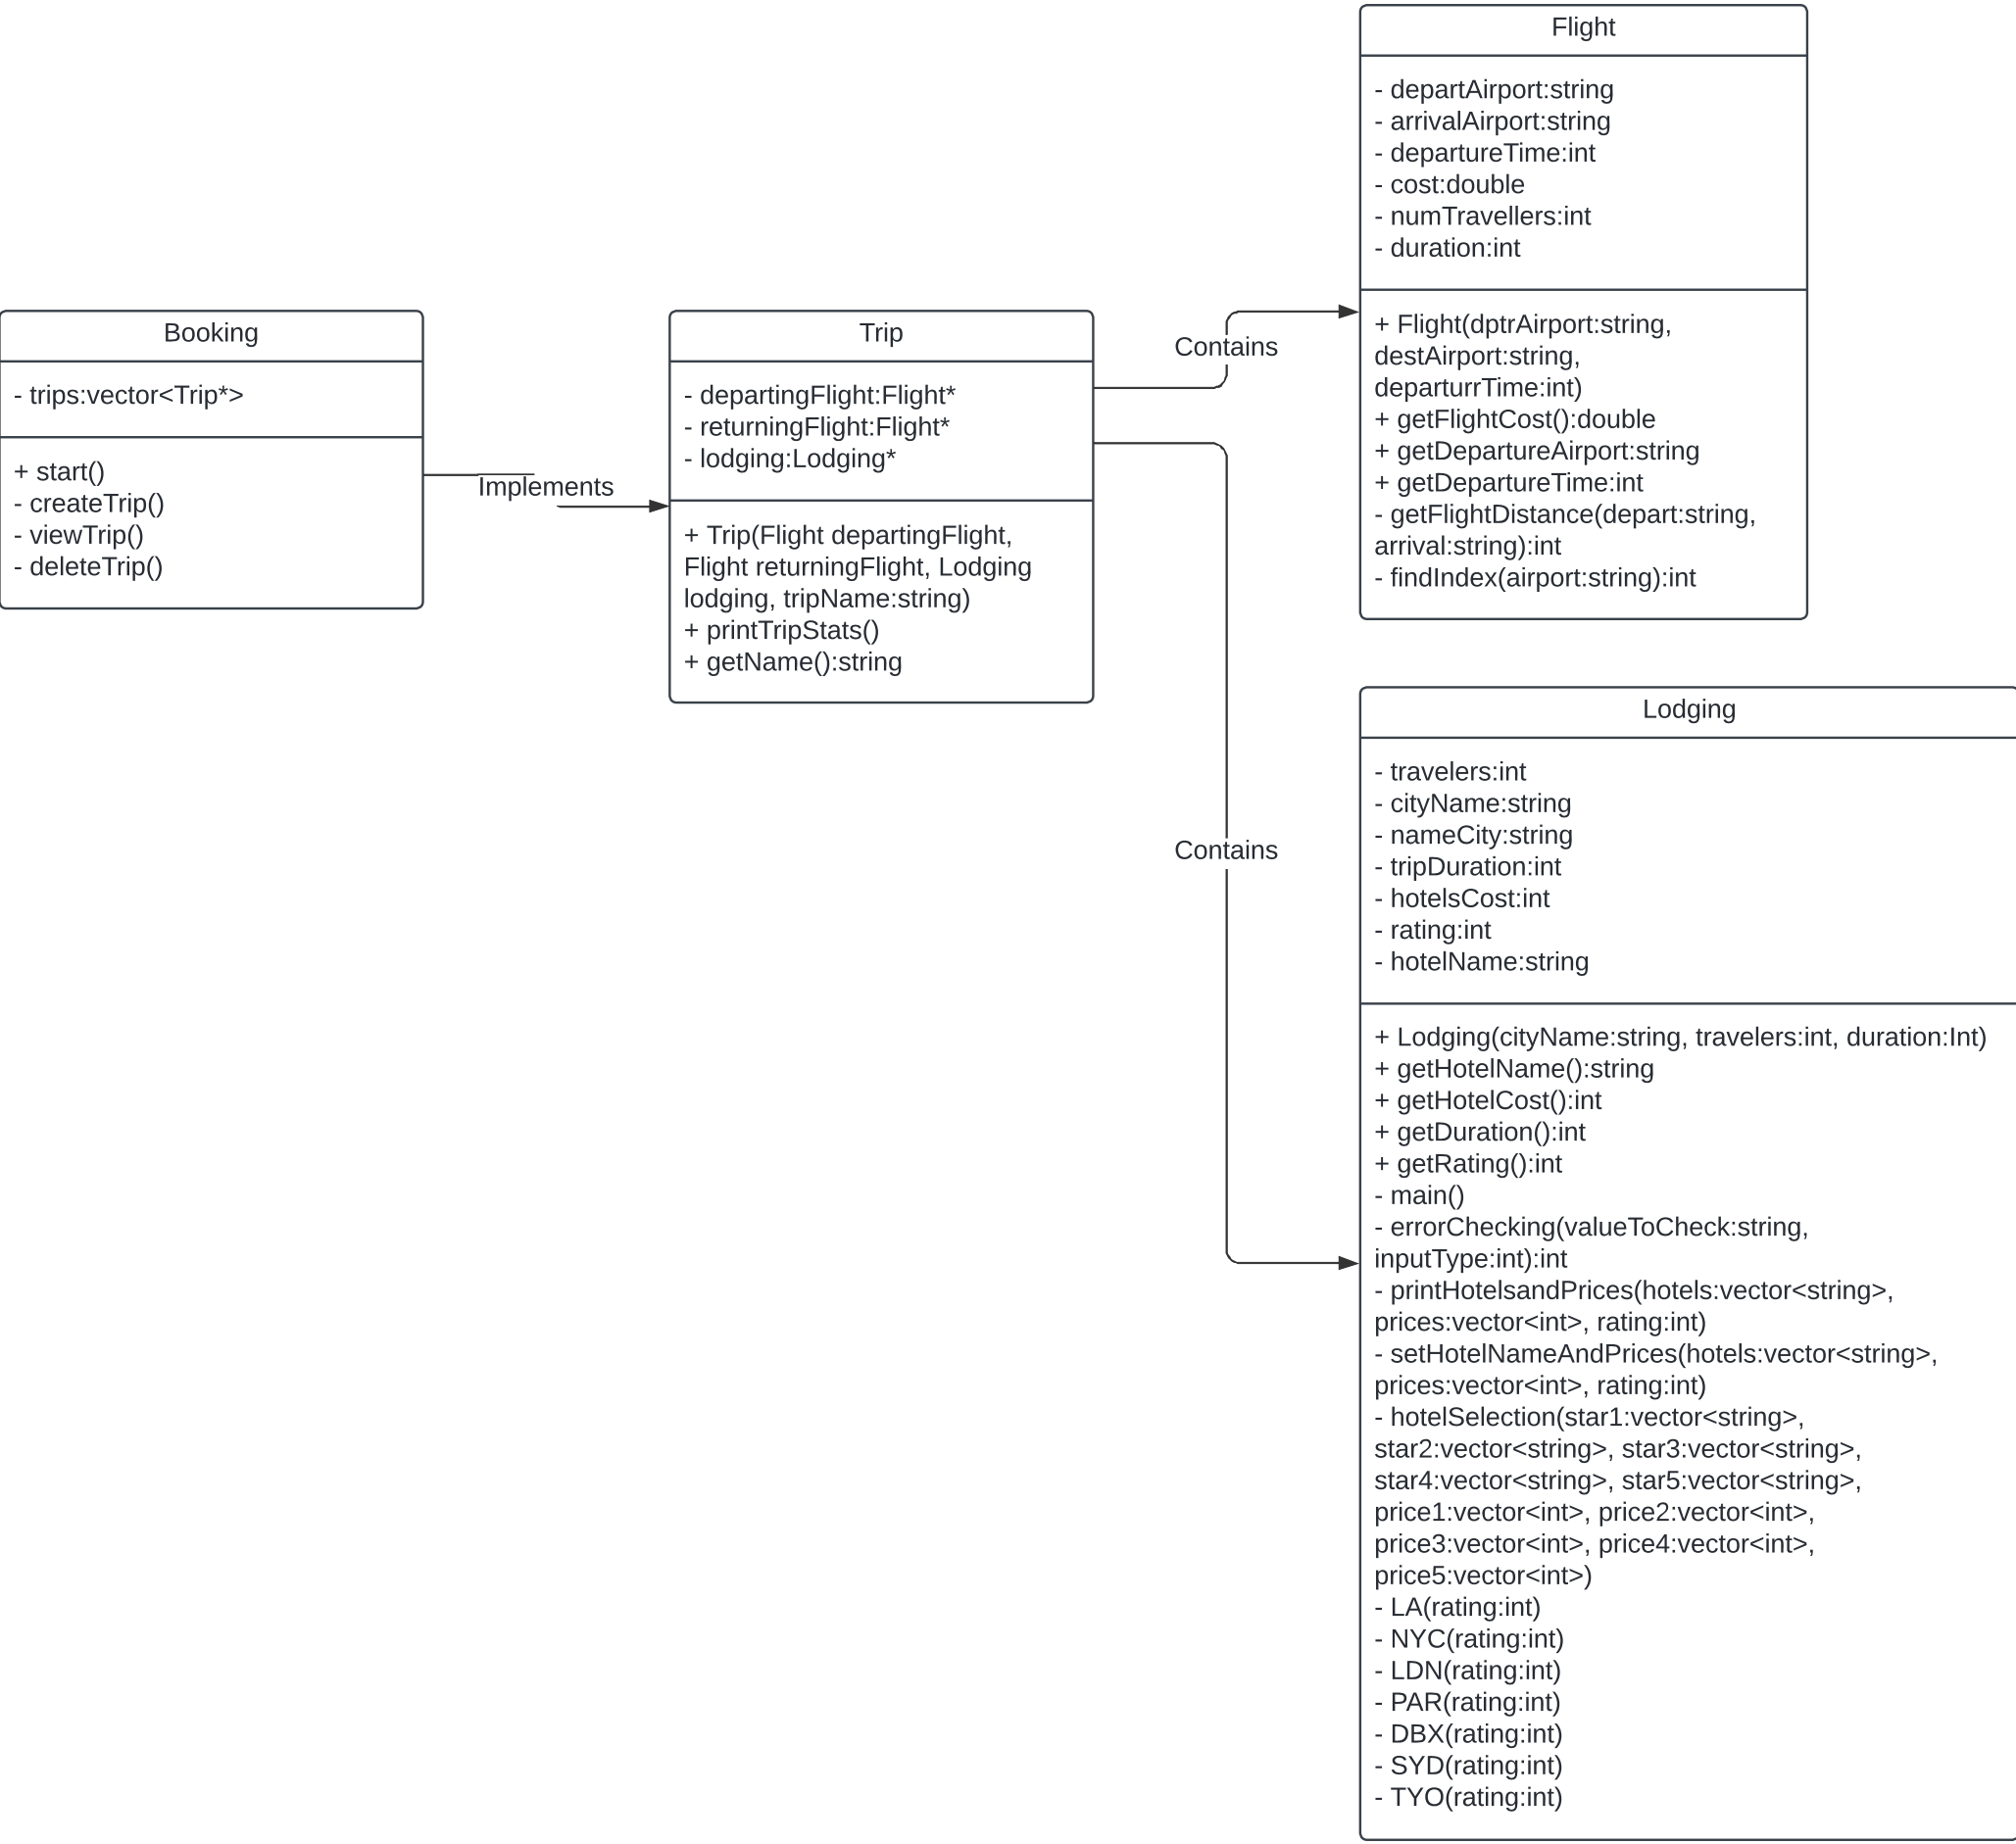 Booking
- trips:vector<Trip*>
+ start()
- createTrip()
- viewTrip()
- deleteTrip()
Implements
Trip
- departingFlight:Flight*
- returningFlight:Flight*
- lodging:Lodging*
+ Trip(Flight departingFlight,
Flight returningFlight, Lodging
lodging, tripName:string)
+ printTripStats()
+ getName():string
Contains
Contains
Flight
- departAirport:string
- arrivalAirport:string
- departureTime:int
- cost:double
- numTravellers:int
- duration:int
+ Flight(dptrAirport:string,
destAirport:string,
departurrTime:int)
+ getFlightCost():double
+ getDepartureAirport:string
+ getDepartureTime:int
- getFlightDistance(depart:string,
arrival:string):int
- findIndex(airport:string):int
Lodging
- travelers:int
- cityName:string
- nameCity:string
- tripDuration:int
- hotelsCost:int
- rating:int
- hotelName:string
+ Lodging(cityName:string, travelers:int, duration:Int)
+ getHotelName():string
+ getHotelCost():int
+ getDuration():int
+ getRating():int
- main()
- errorChecking(valueToCheck:string,
inputType:int):int
- printHotelsandPrices(hotels:vector<string>,
prices:vector<int>, rating:int)
- setHotelNameAndPrices(hotels:vector<string>,
prices:vector<int>, rating:int)
- hotelSelection(star1:vector<string>,
star2:vector<string>, star3:vector<string>,
star4:vector<string>, star5:vector<string>,
price1:vector<int>, price2:vector<int>,
price3:vector<int>, price4:vector<int>,
price5:vector<int>)
- LA(rating:int)
- NYC(rating:int)
- LDN(rating:int)
- PAR(rating:int)
- DBX(rating:int)
- SYD(rating:int)
- TYO(rating:int)